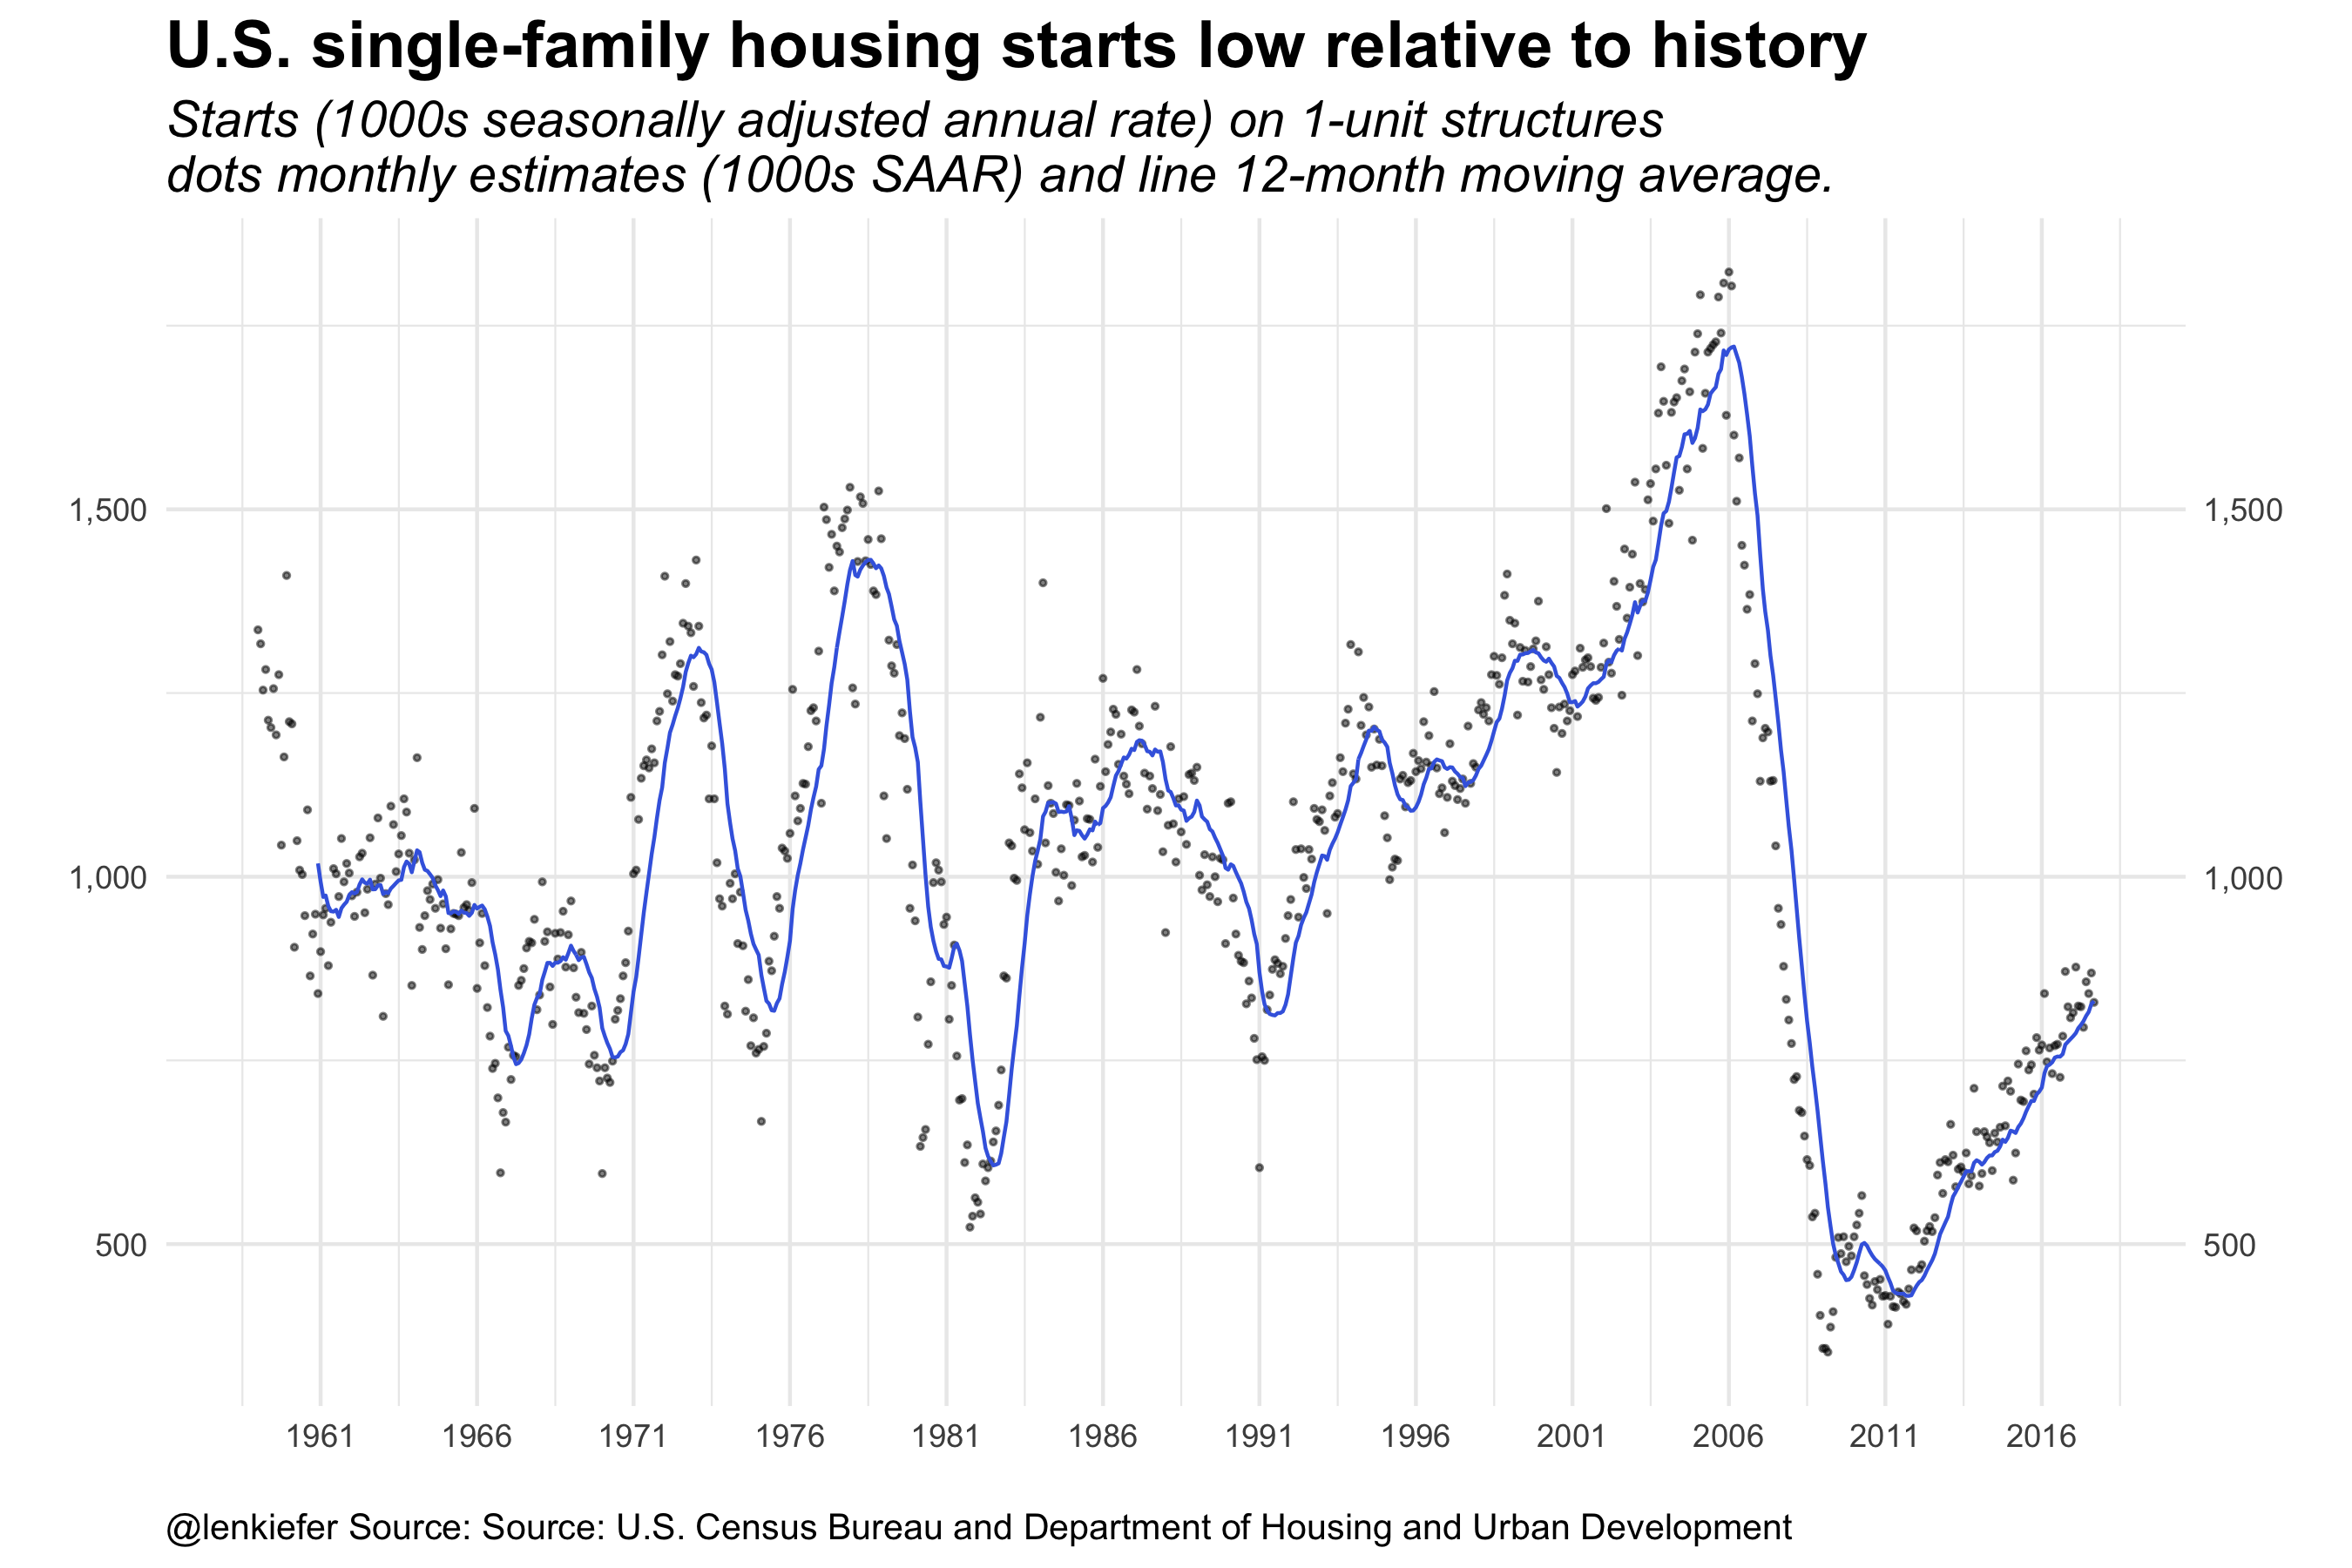 U.S. single-family housing starts low relative to history
Starts (1000s seasonally adjusted annual rate) on 1-unit structures
dots monthly estimates (1000s SAAR) and line 12-month moving average.
1,500 1,500
1,000 1,000
500 500
1961 1966 1971 1976 1981 1986 1991 1996 2001 2006 2011 2016
@lenkiefer Source: Source: U.S. Census Bureau and Department of Housing and Urban Development